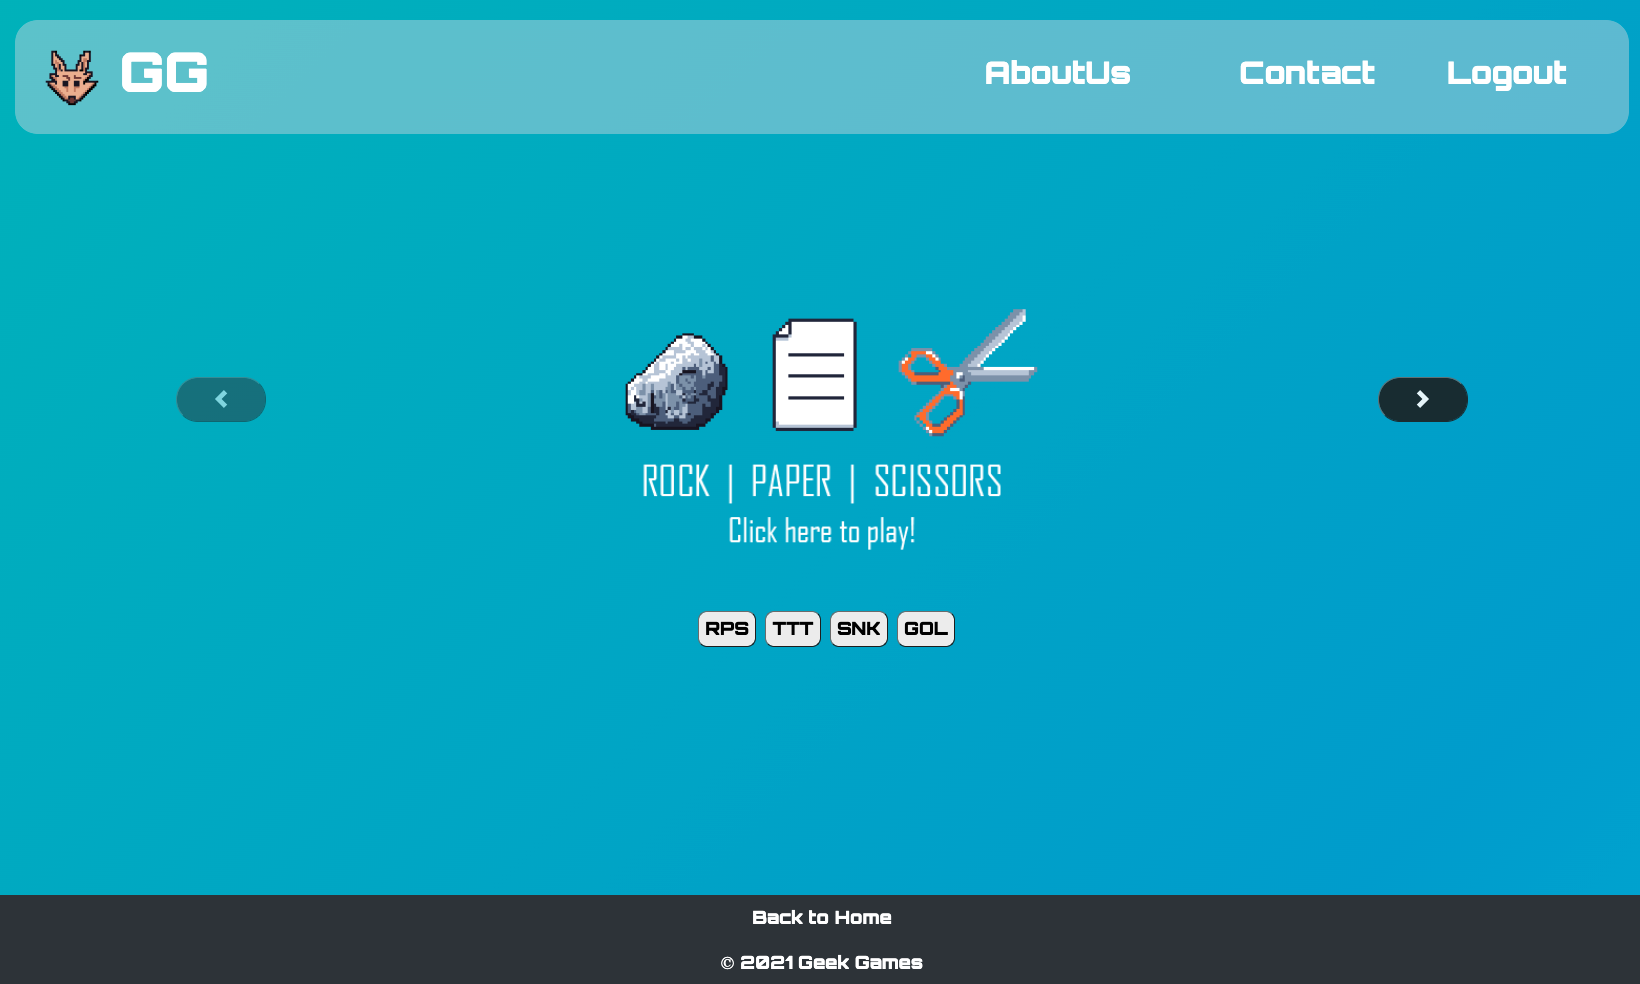 GG
AboutUs
Contact
Logout
ROCK | PAPER | SCISSORS
Click here to play!
RPS
TTT
SNK
GOL
Back to Home
© 2021 Geek Games